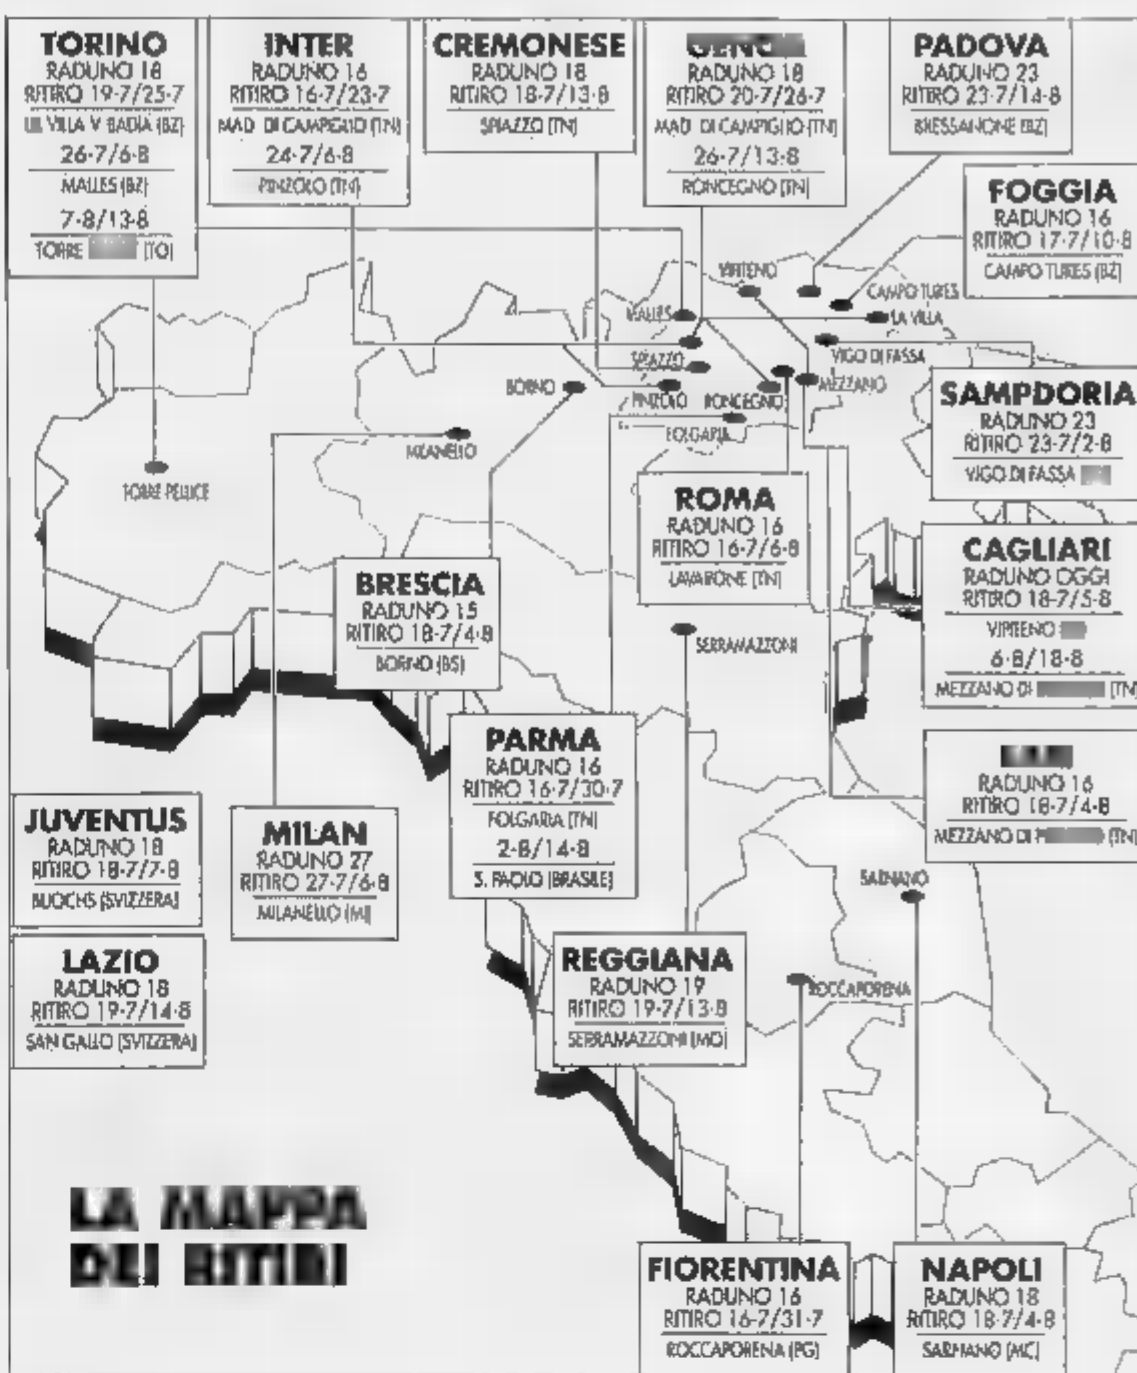 TORINO
RADUNO 18
RITIRO 19-7/25-7
VILLA V. BADIA (BZ)
26-7/6-8
MALLES (BZ)
7-8/13-8
TORRE (TO)
INTER
RADUNO 16
RITIRO 16-7/23-7
MAD. DI CAMPIGLIO (TN)
24-7/6-8
PINZOLO (TN)
CREMONESE
RADUNO 18
RITIRO 18-7/13-8
SPIAZZO (TN)
RADUNO 18
RITIRO 20-7/26-7
MAD. DI CAMPIGLIO (TN)
26-7/13-8
RONCEGNO (TN)
PADOVA
RADUNO 23
RITIRO 23-7/14-8
BRESSANONE (BZ)
FOGGIA
RADUNO 16
RITIRO 17-7/10-8
CAMPO TURES (BZ)
VIPITENO
CAMPO TURES
MALLES
LA VILLA
VIGO DI FASSA
SPIAZZO
MEZZANO
BORNO
PINZOLO
RONCEGNO
FOLGARIA
MILANELLO
TORRE PELLICE
SAMPDORIA
RADUNO 23
RITIRO 23-7/2-8
VIGO DI FASSA
ROMA
RADUNO 16
RITIRO 16-7/6-8
LAVARONE (TN)
CAGLIARI
RADUNO OGGI
RITIRO 18-7/5-8
VIPITENO
6-8/18-8
MEZZANO DI (TN)
BRESCIA
RADUNO 15
RITIRO 18-7/4-8
BORNO (BS)
SERRAMAZZONI
PARMA
RADUNO 16
RITIRO 16-7/30-7
FOLGARIA (TN)
2-8/14-8
S. PAOLO (BRASILE)
RADUNO 16
RITIRO 18-7/4-8
MEZZANO DI (TN)
JUVENTUS
RADUNO 18
RITIRO 18-7/7-8
BUOCHS (SVIZZERA)
MILAN
RADUNO 27
RITIRO 27-7/6-8
MILANELLO (MI)
SARNANO
LAZIO
RADUNO 18
RITIRO 19-7/14-8
SAN GALLO (SVIZZERA)
REGGIANA
RADUNO 19
RITIRO 19-7/13-8
SERRAMAZZONI (MO)
ROCCAPORENA
LA MAPPA
DEI RITIRI
FIORENTINA
RADUNO 16
RITIRO 16-7/31-7
ROCCAPORENA (PG)
NAPOLI
RADUNO 18
RITIRO 18-7/4-8
SARNANO (MC)